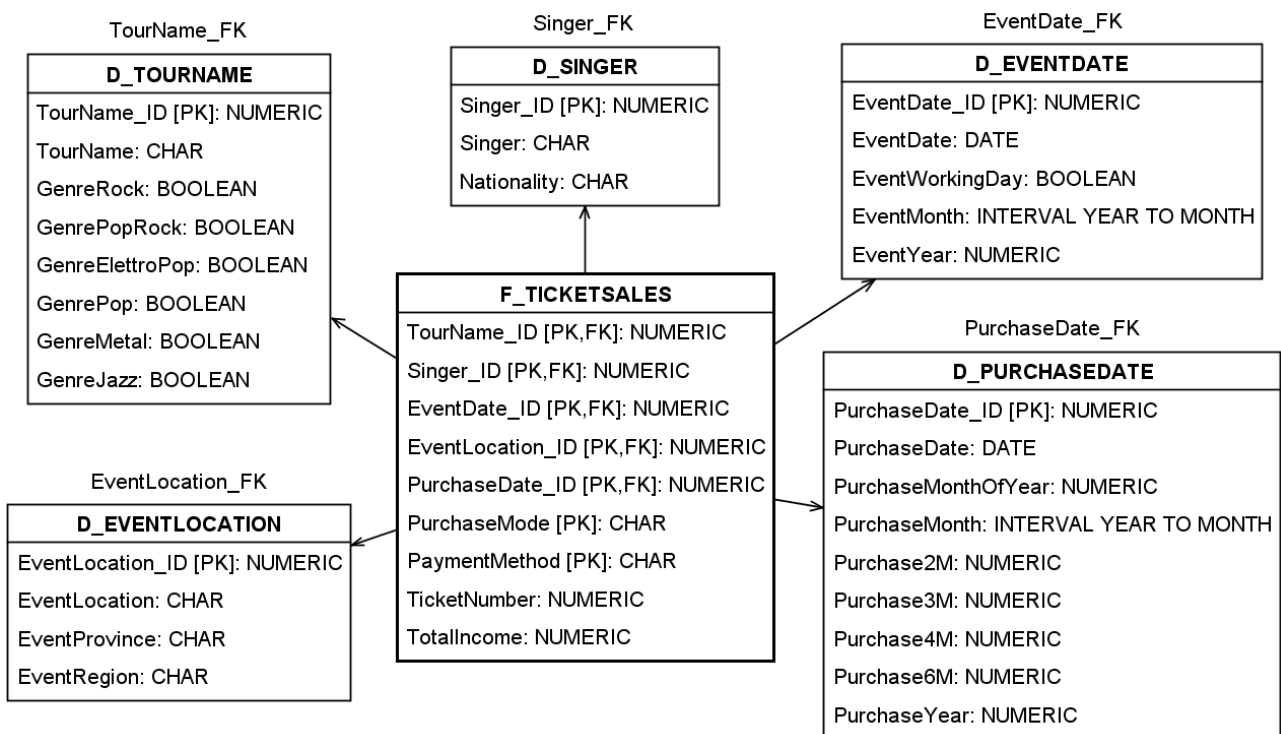 TourName_FK
D_TOURNAME
TourName_ID [PK]: NUMERIC
TourName: CHAR
GenreRock: BOOLEAN
GenrePopRock: BOOLEAN
GenreElettroPop: BOOLEAN
GenrePop: BOOLEAN
GenreMetal: BOOLEAN
GenreJazz: BOOLEAN
Singer_FK
D_SINGER
Singer_ID [PK]: NUMERIC
Singer: CHAR
Nationality: CHAR
EventDate_FK
D_EVENTDATE
EventDate_ID [PK]: NUMERIC
EventDate: DATE
EventWorkingDay: BOOLEAN
EventMonth: INTERVAL YEAR TO MONTH
EventYear: NUMERIC
F_TICKETSALES
TourName_ID [PK,FK]: NUMERIC
Singer_ID [PK,FK]: NUMERIC
EventDate_ID [PK,FK]: NUMERIC
EventLocation_ID [PK,FK]: NUMERIC
PurchaseDate_ID [PK,FK]: NUMERIC
PurchaseMode [PK]: CHAR
PaymentMethod [PK]: CHAR
TicketNumber: NUMERIC
TotalIncome: NUMERIC
EventLocation_FK
D_EVENTLOCATION
EventLocation_ID [PK]: NUMERIC
EventLocation: CHAR
EventProvince: CHAR
EventRegion: CHAR
PurchaseDate_FK
D_PURCHASEDATE
PurchaseDate_ID [PK]: NUMERIC
PurchaseDate: DATE
PurchaseMonthOfYear: NUMERIC
PurchaseMonth: INTERVAL YEAR TO MONTH
Purchase2M: NUMERIC
Purchase3M: NUMERIC
Purchase4M: NUMERIC
Purchase6M: NUMERIC
PurchaseYear: NUMERIC